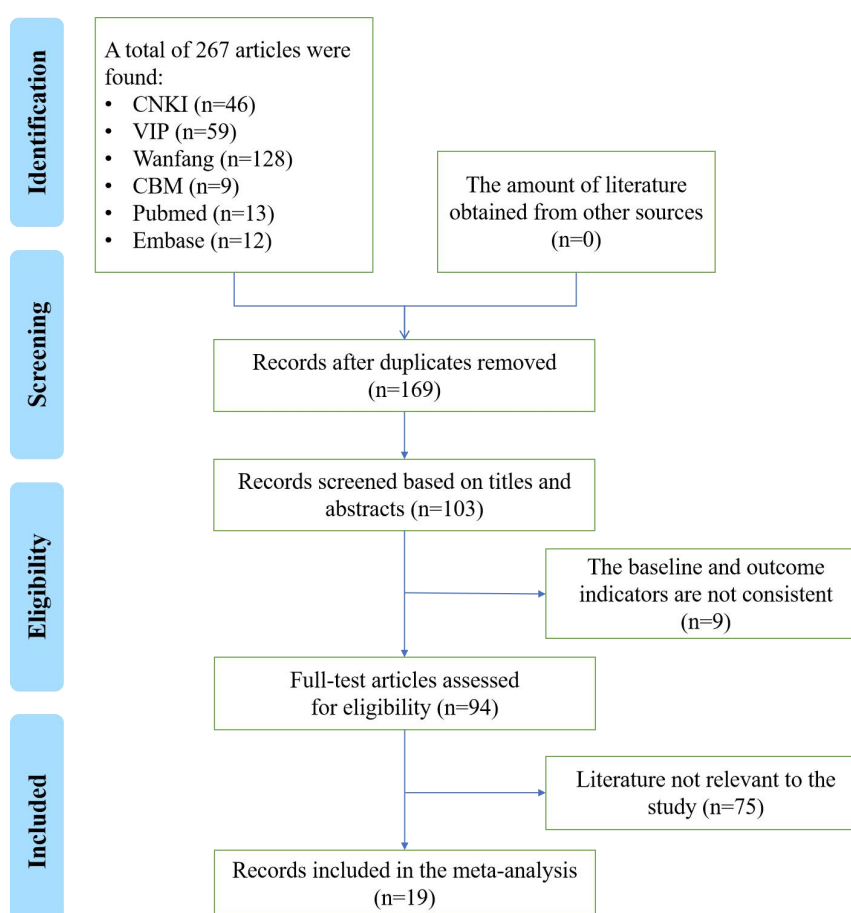 Identification
A total of 267 articles were
found:
• CNKI (n=46)
• VIP (n=59)
• Wanfang (n=128)
• CBM (n=9)
• Pubmed (n=13)
• Embase (n=12)
The amount of literature
obtained from other sources
(n=0)
Screening
Records after duplicates removed
(n=169)
Records screened based on titles and
abstracts (n=103)
Eligibility
The baseline and outcome
indicators are not consistent
(n=9)
Full-test articles assessed
for eligibility (n=94)
Included
Literature not relevant to the
study (n=75)
Records included in the meta-analysis
(n=19)